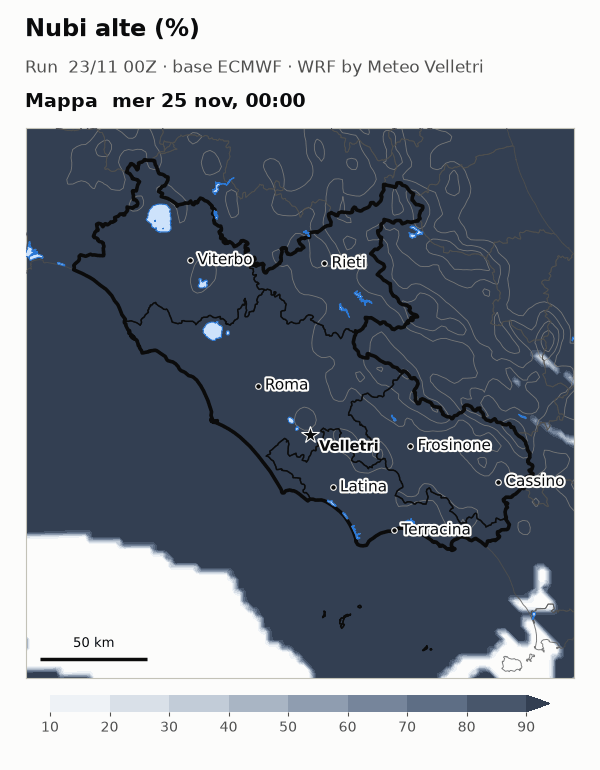 Nubi alte (%)
Run 23/11 00Z · base ECMWF · WRF by Meteo Velletri
Mappa mer 25 nov, 00:00
Viterbo
Rieti
Roma
Velletri
Frosinone
Cassino
Latina
Terracina
50 km
10 20 30 40 50 60 70 80 90